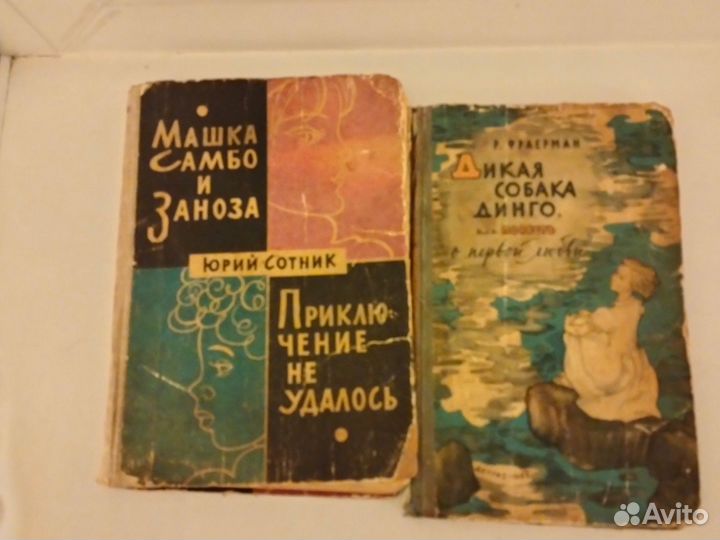 МАШКА
САМБО
И
ЗАНОЗА
ЮРИЙ СОТНИК
ПРИКЛЮ-
ЧЕНИЕ
НЕ
УДАЛОСЬ
Р. ФРАЕРМАН
ДИКАЯ
СОБАКА
ДИНГО,
о первой любви
Avito